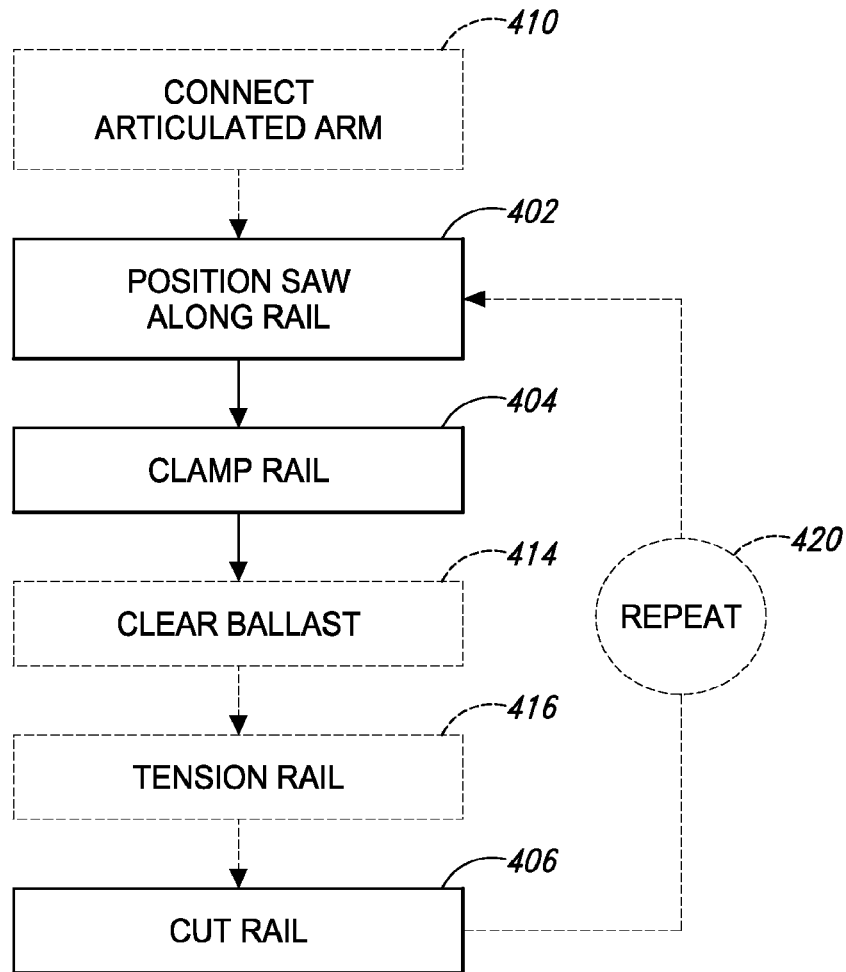 410
CONNECT
ARTICULATED ARM
402
POSITION SAW
ALONG RAIL
404
CLAMP RAIL
414
CLEAR BALLAST
420
REPEAT
416
TENSION RAIL
406
CUT RAIL